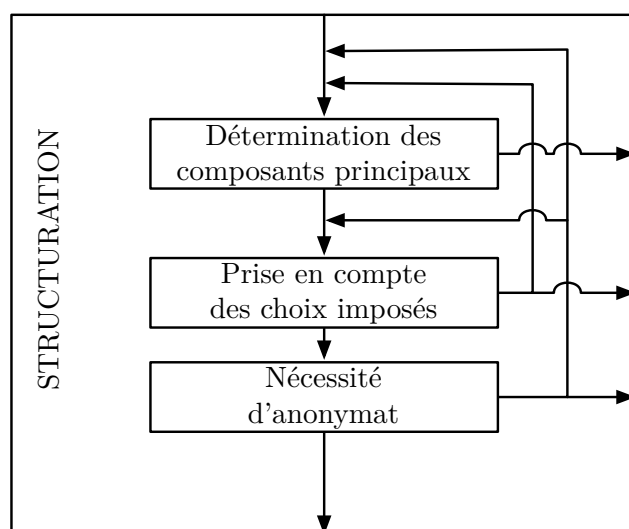 STRUCTURATION
Détermination des
composants principaux
Prise en compte
des choix imposés
Nécessité
d'anonymat